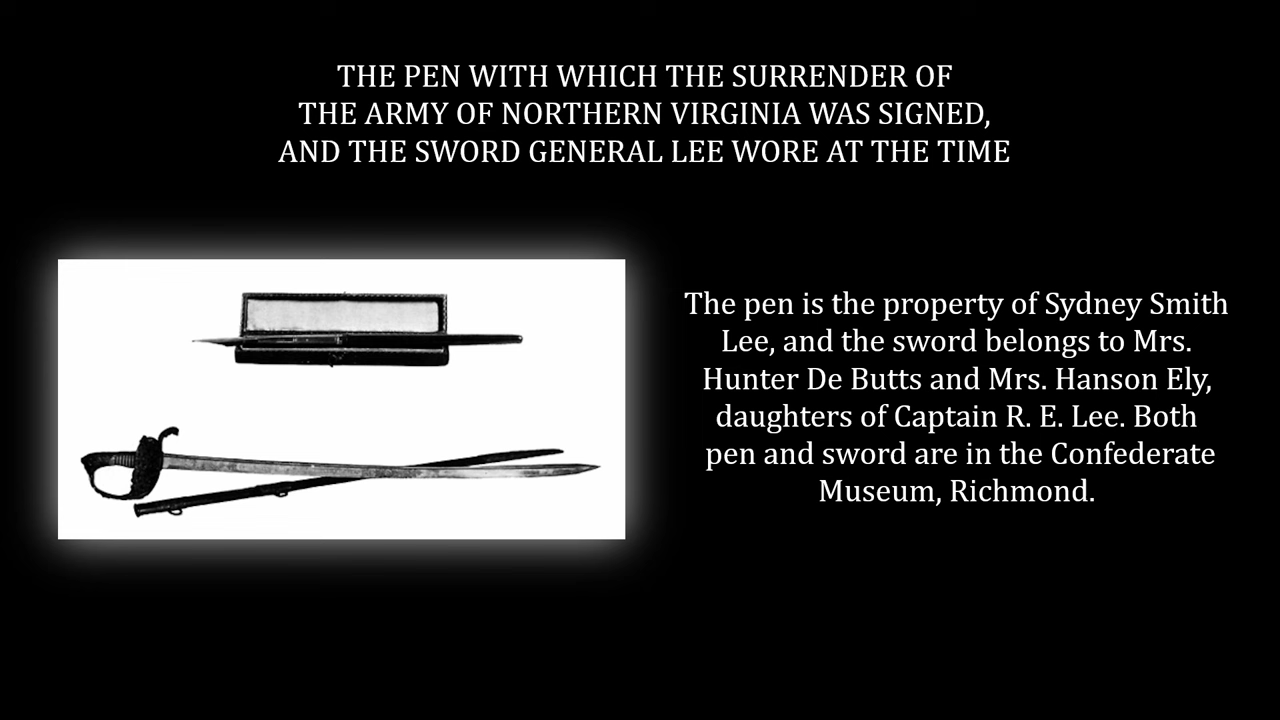 THE PEN WITH WHICH THE SURRENDER OF
THE ARMY OF NORTHERN VIRGINIA WAS SIGNED,
AND THE SWORD GENERAL LEE WORE AT THE TIME
The pen is the property of Sydney Smith
Lee, and the sword belongs to Mrs.
Hunter De Butts and Mrs. Hanson Ely,
daughters of Captain R. E. Lee. Both
pen and sword are in the Confederate
Museum, Richmond.